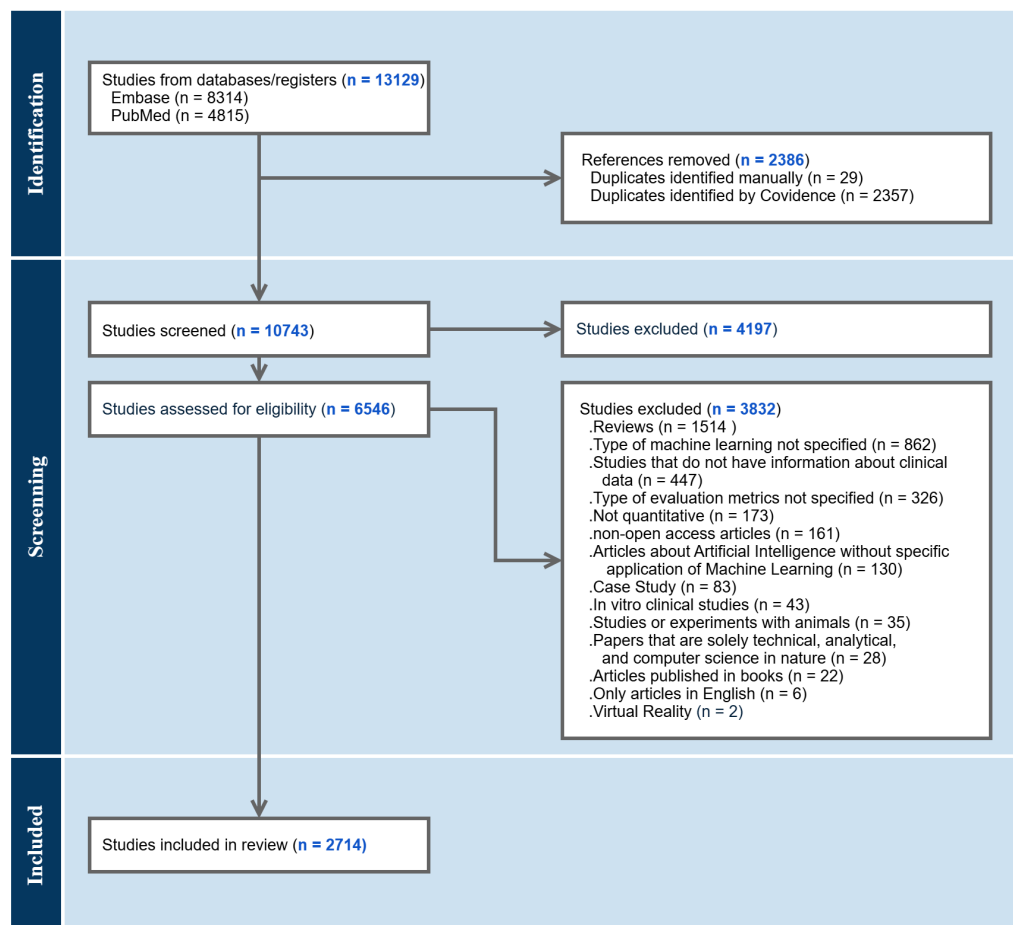 Identification
Studies from databases/registers (n = 13129)
Embase (n = 8314)
PubMed (n = 4815)
References removed (n = 2386)
Duplicates identified manually (n = 29)
Duplicates identified by Covidence (n = 2357)
Screenning
Studies screened (n = 10743)
Studies excluded (n = 4197)
Studies assessed for eligibility (n = 6546)
Studies excluded (n = 3832)
.Reviews (n = 1514 )
.Type of machine learning not specified (n = 862)
.Studies that do not have information about clinical
data (n = 447)
.Type of evaluation metrics not specified (n = 326)
.Not quantitative (n = 173)
.non-open access articles (n = 161)
.Articles about Artificial Intelligence without specific
application of Machine Learning (n = 130)
.Case Study (n = 83)
.In vitro clinical studies (n = 43)
.Studies or experiments with animals (n = 35)
.Papers that are solely technical, analytical,
and computer science in nature (n = 28)
.Articles published in books (n = 22)
.Only articles in English (n = 6)
.Virtual Reality (n = 2)
Included
Studies included in review (n = 2714)